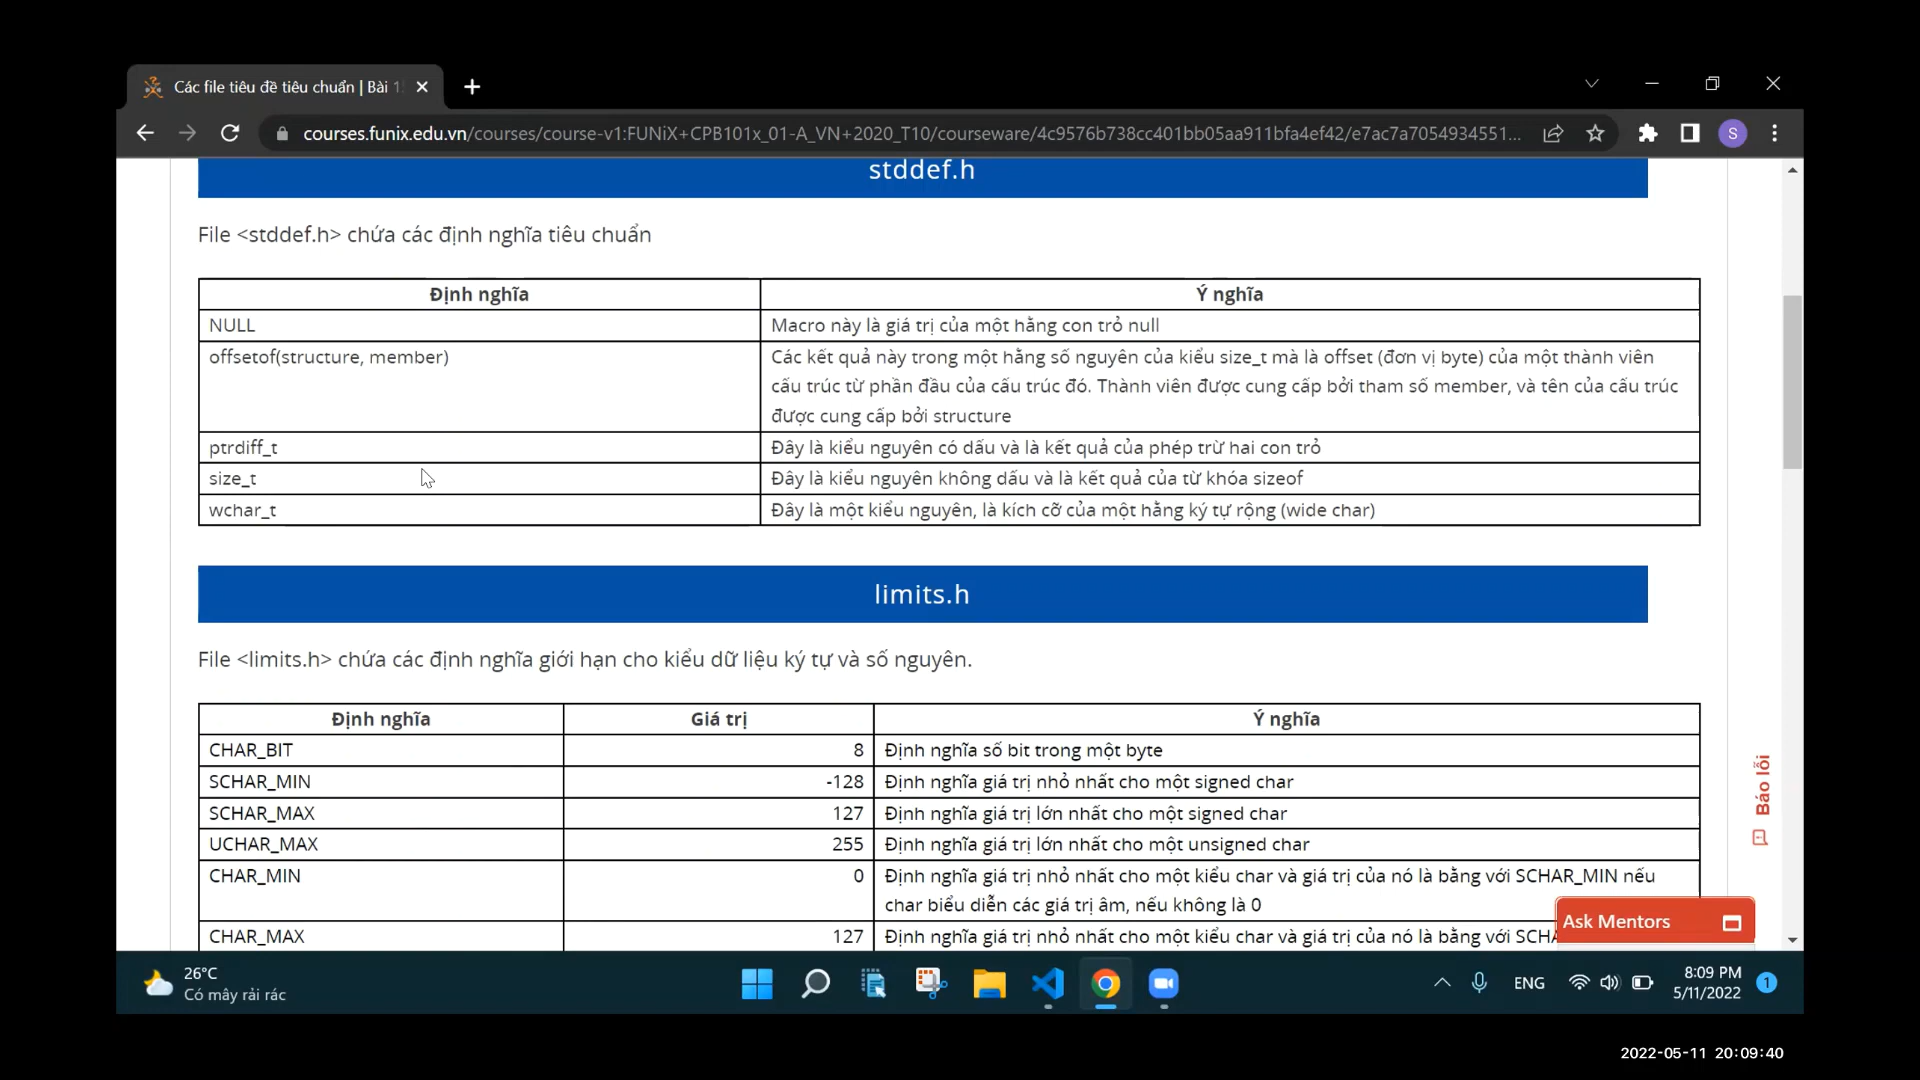 Các file tiêu đề tiêu chuẩn | Bài 1
courses.funix.edu.vn/courses/course-v1:FUNiX+CPB101x_01-A_VN+2020_T10/courseware/4c9576b738cc401bb05aa911bfa4ef42/e7ac7a7054934551...
S
stddef.h
File <stddef.h> chứa các định nghĩa tiêu chuẩn
Định nghĩa Ý nghĩa
NULL Macro này là giá trị của một hằng con trỏ null
offsetof(structure, member) Các kết quả này trong một hằng số nguyên của kiểu size_t mà là offset (đơn vị byte) của một thành viên
cấu trúc từ phần đầu của cấu trúc đó. Thành viên được cung cấp bởi tham số member, và tên của cấu trúc
được cung cấp bởi structure
ptrdiff_t Đây là kiểu nguyên có dấu và là kết quả của phép trừ hai con trỏ
size_t Đây là kiểu nguyên không dấu và là kết quả của từ khóa sizeof
wchar_t Đây là một kiểu nguyên, là kích cỡ của một hằng ký tự rộng (wide char)
limits.h
File <limits.h> chứa các định nghĩa giới hạn cho kiểu dữ liệu ký tự và số nguyên.
Định nghĩa Giá trị Ý nghĩa
CHAR_BIT 8 Định nghĩa số bit trong một byte
SCHAR_MIN -128 Định nghĩa giá trị nhỏ nhất cho một signed char
SCHAR_MAX 127 Định nghĩa giá trị lớn nhất cho một signed char
UCHAR_MAX 255 Định nghĩa giá trị lớn nhất cho một unsigned char
CHAR_MIN 0 Định nghĩa giá trị nhỏ nhất cho một kiểu char và giá trị của nó là bằng với SCHAR_MIN nếu
char biểu diễn các giá trị âm, nếu không là 0
CHAR_MAX 127 Định nghĩa giá trị nhỏ nhất cho một kiểu char và giá trị của nó là bằng với
Báo lỗi
Ask Mentors
26°C
Có mây rải rác
ENG
8:09 PM
5/11/2022
1
2022-05-11 20:09:40